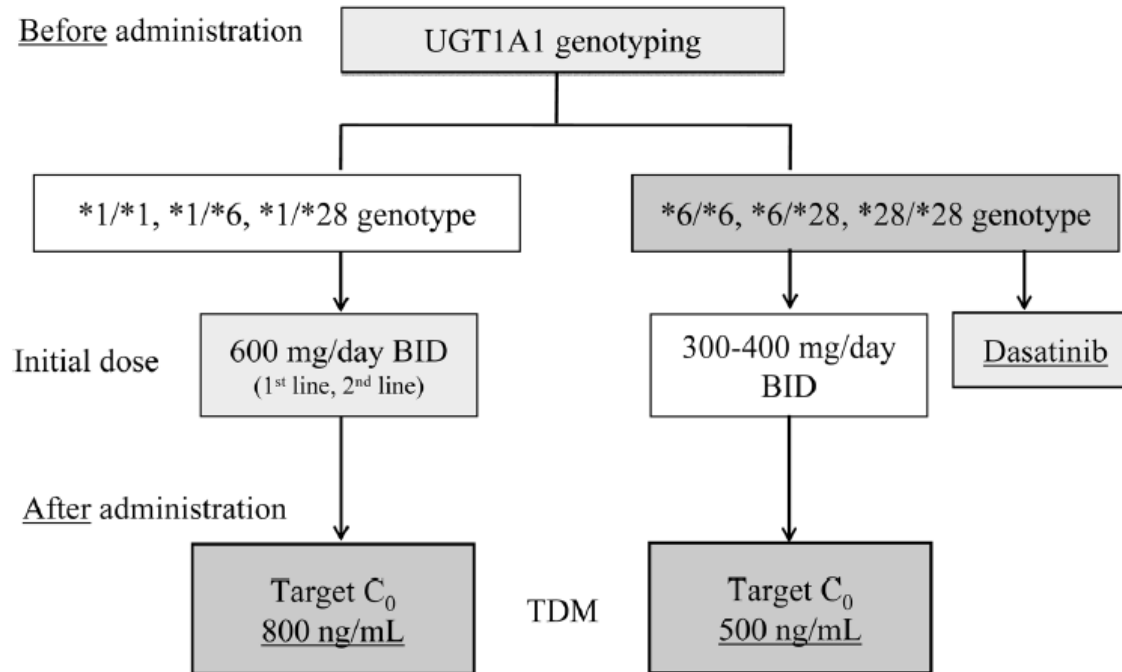 Before administration
UGT1A1 genotyping
*1/*1, *1/*6, *1/*28 genotype
*6/*6, *6/*28, *28/*28 genotype
Initial dose
600 mg/day BID
(1st line, 2nd line)
300-400 mg/day
BID
Dasatinib
After administration
Target C0
800 ng/mL
TDM
Target C0
500 ng/mL